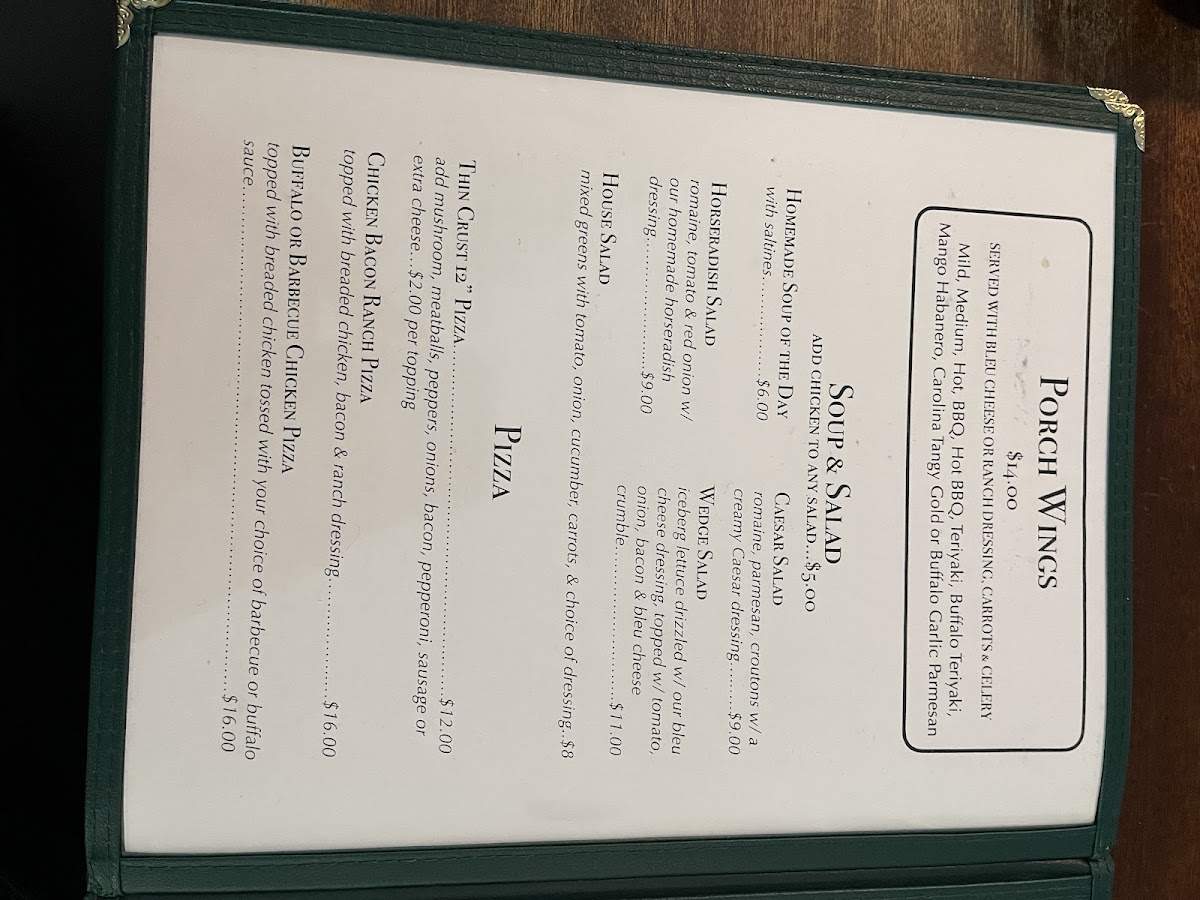 PORCH WINGS
$14.00
SERVED WITH BLEU CHEESE OR RANCH DRESSING, CARROTS & CELERY
Mild, Medium, Hot, BBQ, Hot BBQ, Teriyaki, Buffalo Teriyaki,
Mango Habanero, Carolina Tangy Gold or Buffalo Garlic Parmesan
SOUP & SALAD
ADD CHICKEN TO ANY SALAD...$5.00
HOMEMADE SOUP OF THE DAY
with saltines.....................$6.00
HORSERADISH SALAD
romaine, tomato & red onion w/
our homemade horseradish
dressing.......................$9.00
CAESAR SALAD
romaine, parmesan, croutons w/ a
creamy Caesar dressing.........$9.00
WEDGE SALAD
iceberg lettuce drizzled w/ our bleu
cheese dressing, topped w/ tomato,
onion, bacon & bleu cheese
crumble............................$11.00
HOUSE SALAD
mixed greens with tomato, onion, cucumber, carrots, & choice of dressing..$8
PIZZA
THIN CRUST 12" PIZZA..........................................................$12.00
add mushroom, meatballs, peppers, onions, bacon, pepperoni, sausage or
extra cheese...$2.00 per topping
CHICKEN BACON RANCH PIZZA
topped with breaded chicken, bacon & ranch dressing....................$16.00
BUFFALO OR BARBECUE CHICKEN PIZZA
topped with breaded chicken tossed with your choice of barbecue or buffalo
sauce................................................................................$16.00